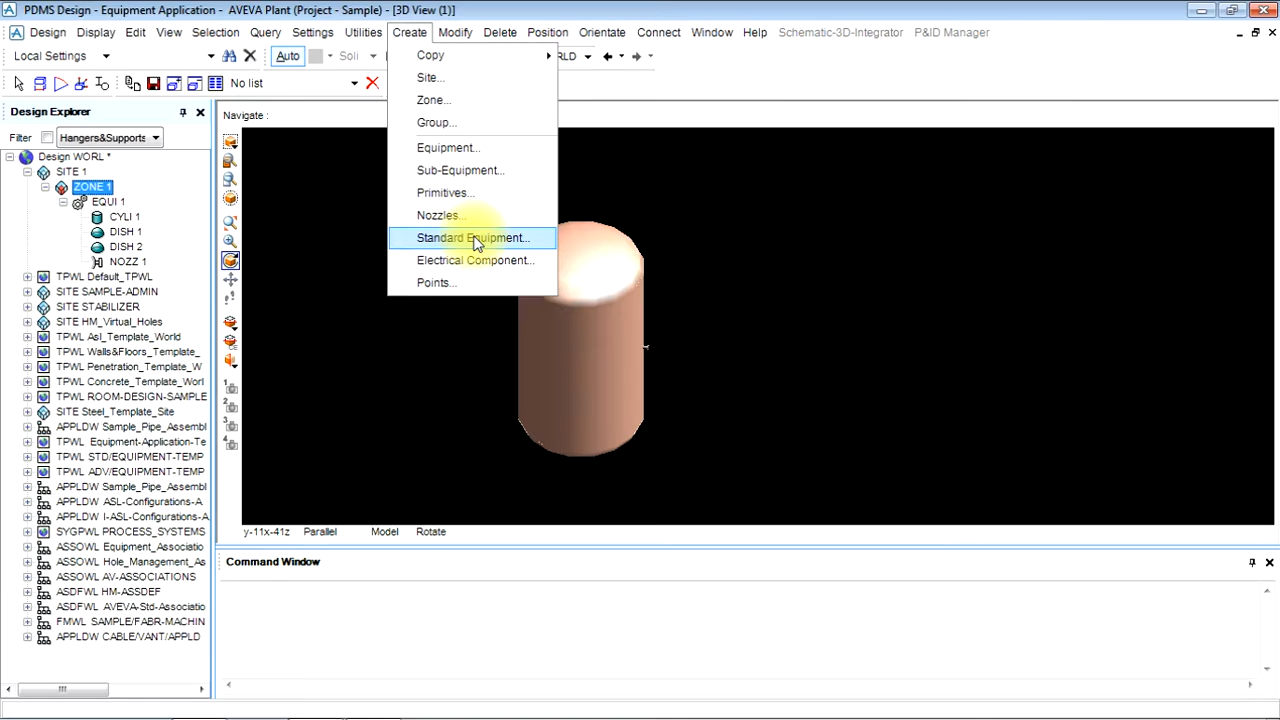 PDMS Design - Equipment Application - AVEVA Plant (Project - Sample) - [3D View (1)]
Design Display Edit View Selection Query Settings Utilities Create Modify Delete Position Orientate Connect Window Help Schematic-3D-Integrator P&ID Manager
Local Settings Auto Soli RLD
No list
Design Explorer
Filter Hangers&Supports
Design WORL *
SITE 1
ZONE 1
EQUI 1
CYLI 1
DISH 1
DISH 2
NOZZ 1
TPWL Default_TPWL
SITE SAMPLE-ADMIN
SITE STABILIZER
SITE HM_Virtual_Holes
TPWL Asl_Template_World
TPWL Walls&Floors_Template_
TPWL Penetration_Template_W
TPWL Concrete_Template_Worl
TPWL ROOM-DESIGN-SAMPLE
SITE Steel_Template_Site
APPLDW Sample_Pipe_Assembl
TPWL Equipment-Application-Te
TPWL STD/EQUIPMENT-TEMP
TPWL ADV/EQUIPMENT-TEMP
APPLDW Sample_Pipe_Assembl
APPLDW ASL-Configurations-A
APPLDW I-ASL-Configurations-A
SYGPWL PROCESS_SYSTEMS
ASSOWL Equipment_Associatio
ASSOWL Hole_Management_As
ASSOWL AV-ASSOCIATIONS
ASDFWL HM-ASSDEF
ASDFWL AVEVA-Std-Associatio
FMWL SAMPLE/FABR-MACHINE
APPLDW CABLE/VANT/APPLD
Navigate :
1
2
3
4
Copy
Site...
Zone...
Group...
Equipment...
Sub-Equipment...
Primitives...
Nozzles...
Standard Equipment...
Electrical Component...
Points...
y-11x-41z Parallel Model Rotate
Command Window